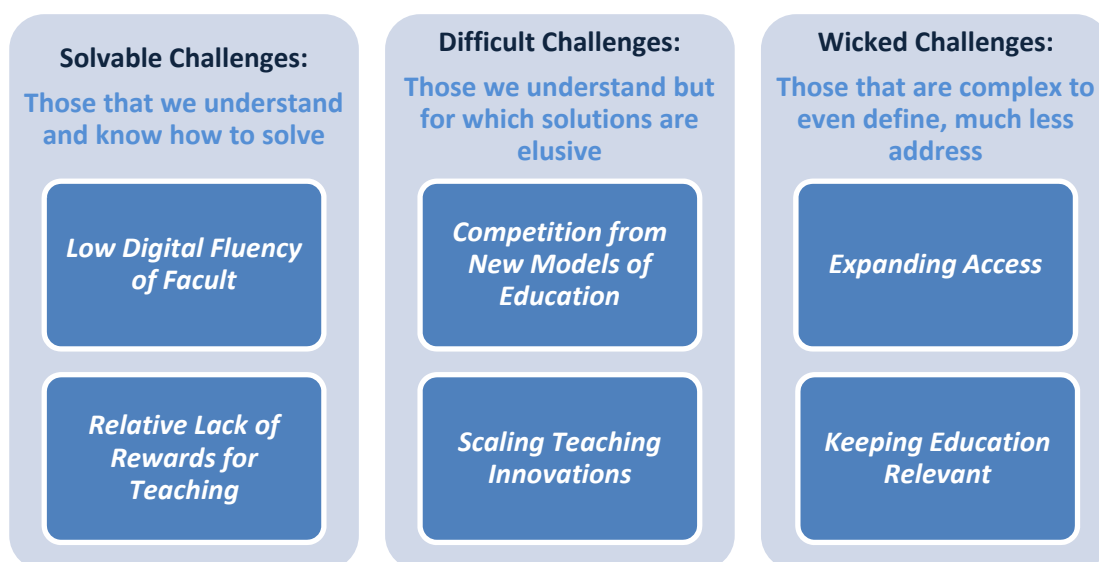 Solvable Challenges:
Those that we understand
and know how to solve
Low Digital Fluency
of Facult
Relative Lack of
Rewards for
Teaching
Difficult Challenges:
Those we understand but
for which solutions are
elusive
Competition from
New Models of
Education
Scaling Teaching
Innovations
Wicked Challenges:
Those that are complex to
even define, much less
address
Expanding Access
Keeping Education
Relevant